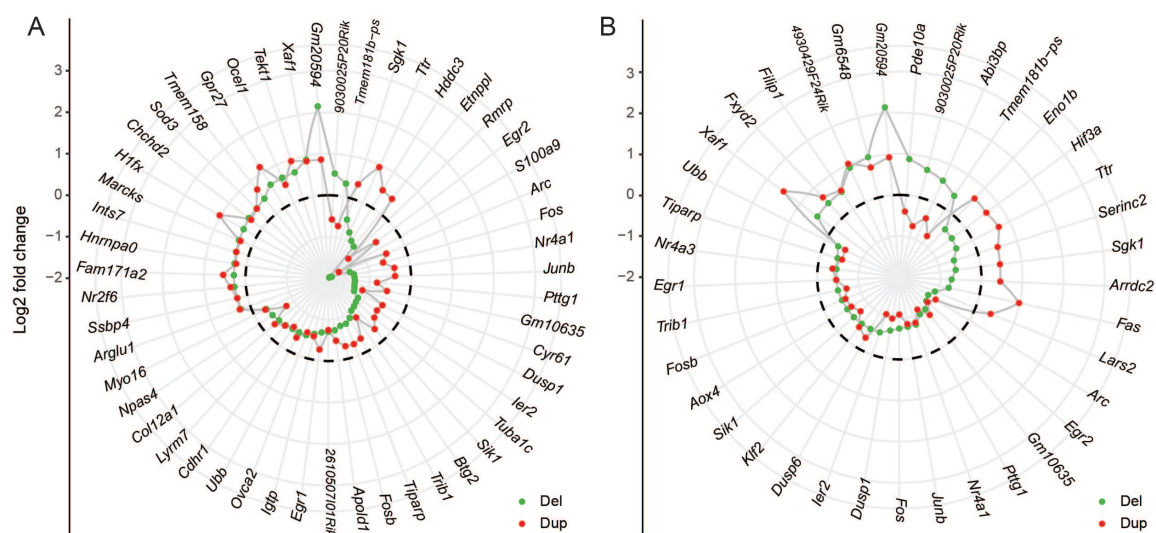 A
Log2 fold change
3
2
1
0
−1
−2
Gm20594
9030025P20Rik
Tmem181b-ps
Sgk1
Ttr
Hddc3
Etnppl
Rmrp
Egr2
S100a9
Arc
Fos
Nr4a1
Junb
Pttg1
Gm10635
Cyr61
Dusp1
Ier2
Tuba1c
Sik1
Btg2
Trib1
Tiparp
Fosb
Apold1
2610507I01Rik
Egr1
Igtp
Ovca2
Ubb
Cdhr1
Lyrm7
Col12a1
Npas4
Myo16
Arglu1
Ssbp4
Nr2f6
Fam171a2
Hnrnpa0
Ints7
Marcks
H1fx
Chchd2
Sod3
Tmem158
Gpr27
Ocel1
Tekt1
Xaf1
Del
Dup
B
3
2
1
0
−1
−2
Gm20594
Pde10a
9030025P20Rik
Abi3bp
Tmem181b-ps
Eno1b
Hif3a
Ttr
Serinc2
Sgk1
Arrdc2
Fas
Lars2
Arc
Egr2
Gm10635
Pttg1
Nr4a1
Junb
Fos
Dusp1
Ier2
Dusp6
Klf2
Sik1
Aox4
Fosb
Trib1
Egr1
Nr4a3
Tiparp
Ubb
Xaf1
Fxyd2
Filip1
4930429F24Rik
Gm6548
Del
Dup